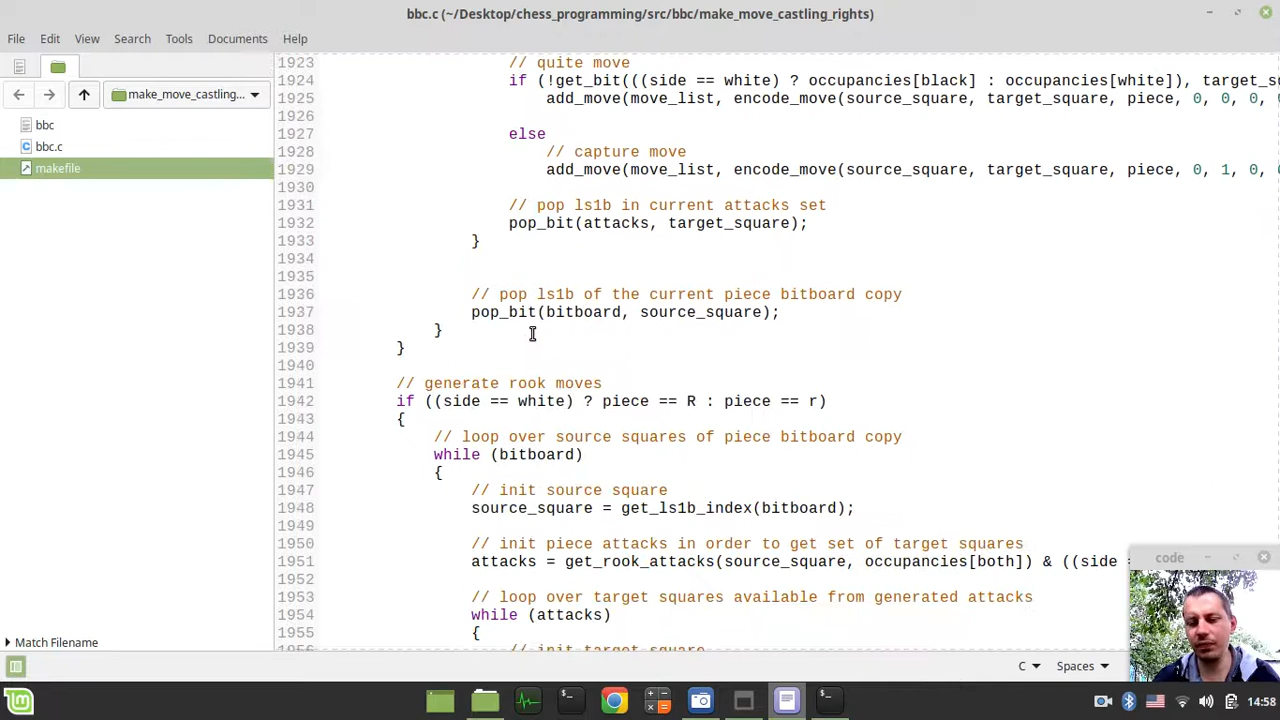 bbc.c (~/Desktop/chess_programming/src/bbc/make_move_castling_rights)
File Edit View Search Tools Documents Help
make_move_castling...
bbc
bbc.c
makefile
Match Filename
1923 // quite move
1924 if (!get_bit(((side == white) ? occupancies[black] : occupancies[white]), target_s
1925 add_move(move_list, encode_move(source_square, target_square, piece, 0, 0, 0,
1926
1927 else
1928 // capture move
1929 add_move(move_list, encode_move(source_square, target_square, piece, 0, 1, 0,
1930
1931 // pop ls1b in current attacks set
1932 pop_bit(attacks, target_square);
1933 }
1934
1935
1936 // pop ls1b of the current piece bitboard copy
1937 pop_bit(bitboard, source_square);
1938 }
1939 }
1940
1941 // generate rook moves
1942 if ((side == white) ? piece == R : piece == r)
1943 {
1944 // loop over source squares of piece bitboard copy
1945 while (bitboard)
1946 {
1947 // init source square
1948 source_square = get_ls1b_index(bitboard);
1949
1950 // init piece attacks in order to get set of target squares
1951 attacks = get_rook_attacks(source_square, occupancies[both]) & ((side =
1952
1953 // loop over target squares available from generated attacks
1954 while (attacks)
1955 {
// init target square
code
C Spaces
14:58